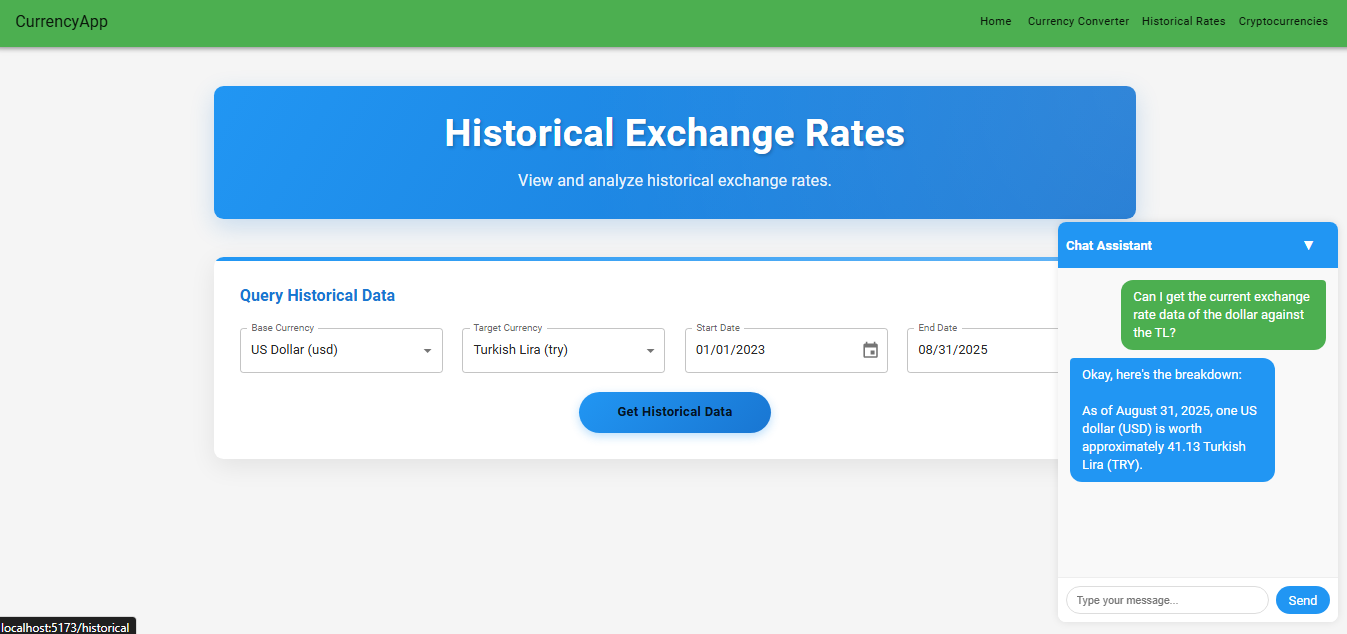 CurrencyApp
Home Currency Converter Historical Rates Cryptocurrencies
Historical Exchange Rates
View and analyze historical exchange rates.
Query Historical Data
Base Currency
US Dollar (usd)
Target Currency
Turkish Lira (try)
Start Date
01/01/2023
End Date
08/31/2025
Get Historical Data
Chat Assistant
Can I get the current exchange
rate data of the dollar against
the TL?
Okay, here's the breakdown:
As of August 31, 2025, one US
dollar (USD) is worth
approximately 41.13 Turkish
Lira (TRY).
Type your message...
Send
localhost:5173/historical